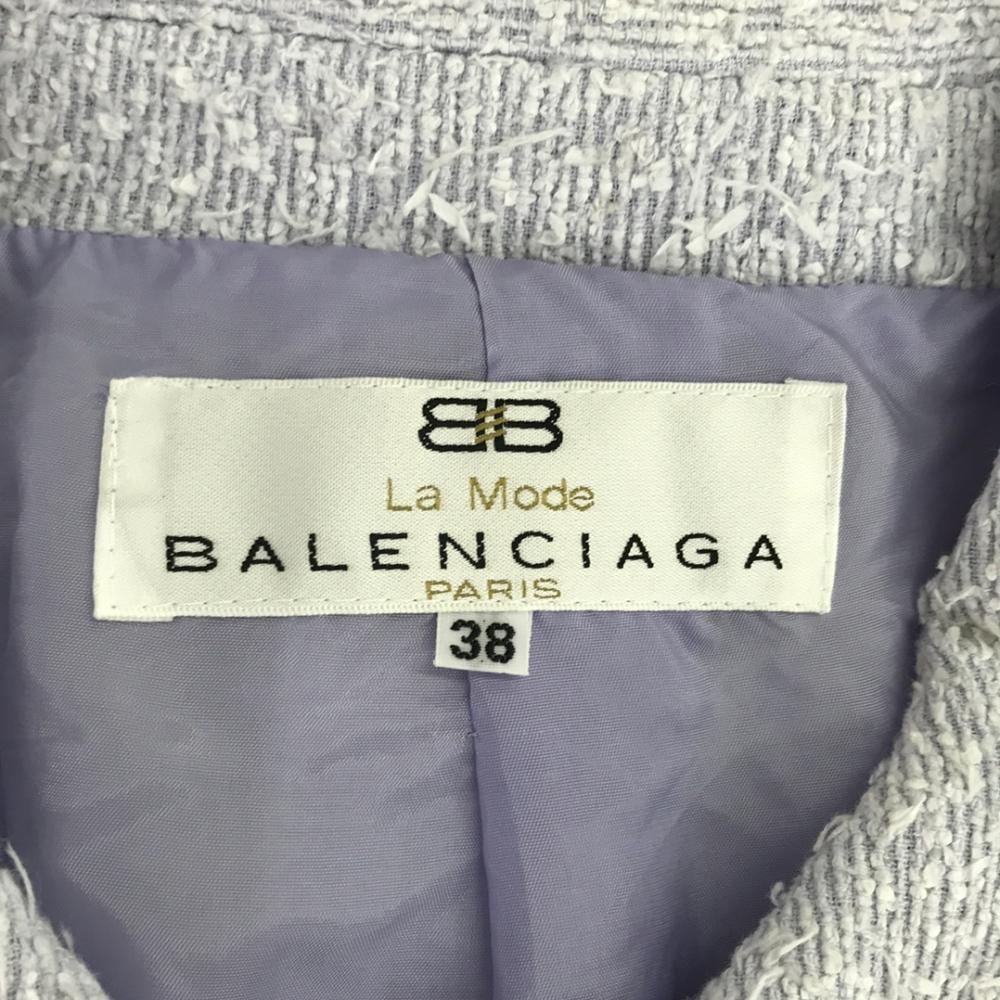 BB
La Mode
BALENCIAGA
PARIS
38